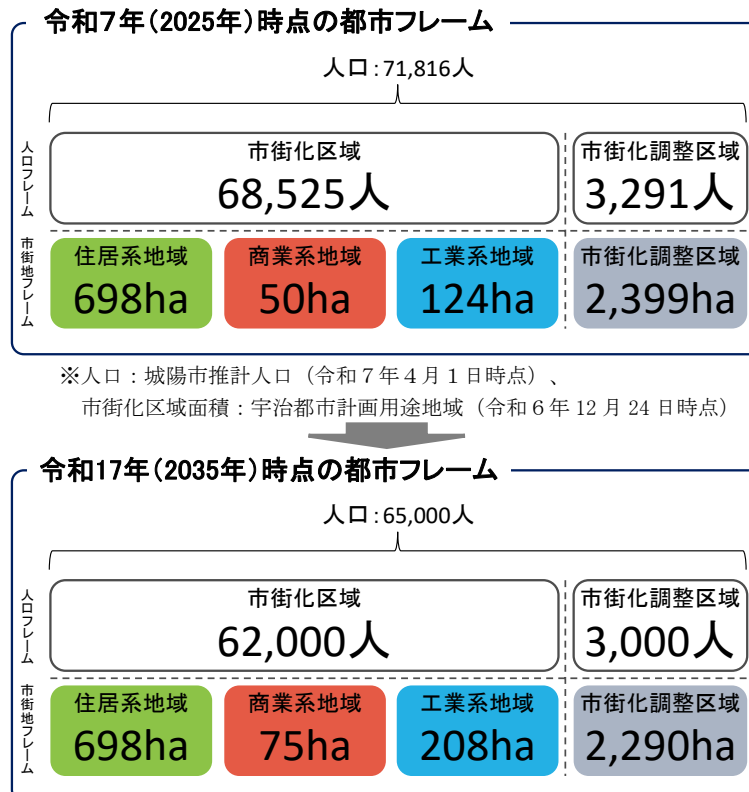 令和7年（2025年）時点の都市フレーム
人口：71,816人
人口フレーム
市街化区域
68,525人
市街化調整区域
3,291人
市街地フレーム
住居系地域
698ha
商業系地域
50ha
工業系地域
124ha
市街化調整区域
2,399ha
※人口：城陽市推計人口（令和７年４月１日時点）、
市街化区域面積：宇治都市計画用途地域（令和６年 12 月 24 日時点）
令和17年（2035年）時点の都市フレーム
人口：65,000人
人口フレーム
市街化区域
62,000人
市街化調整区域
3,000人
市街地フレーム
住居系地域
698ha
商業系地域
75ha
工業系地域
208ha
市街化調整区域
2,290ha